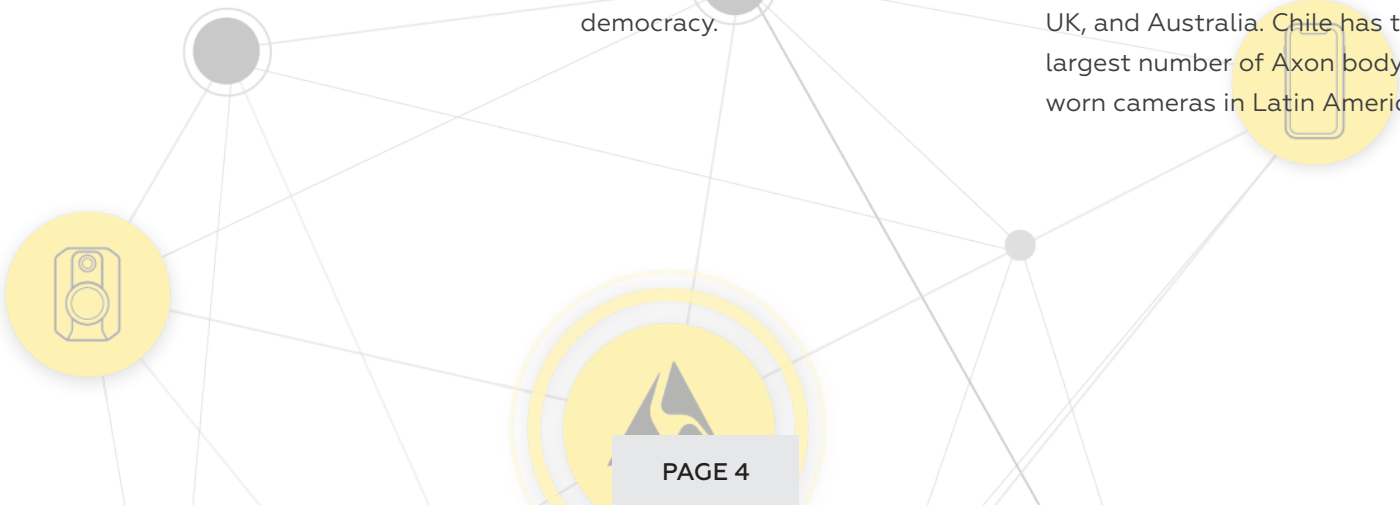 democracy.
UK, and Australia. Chile has t
largest number of Axon body
worn cameras in Latin Americ
PAGE 4